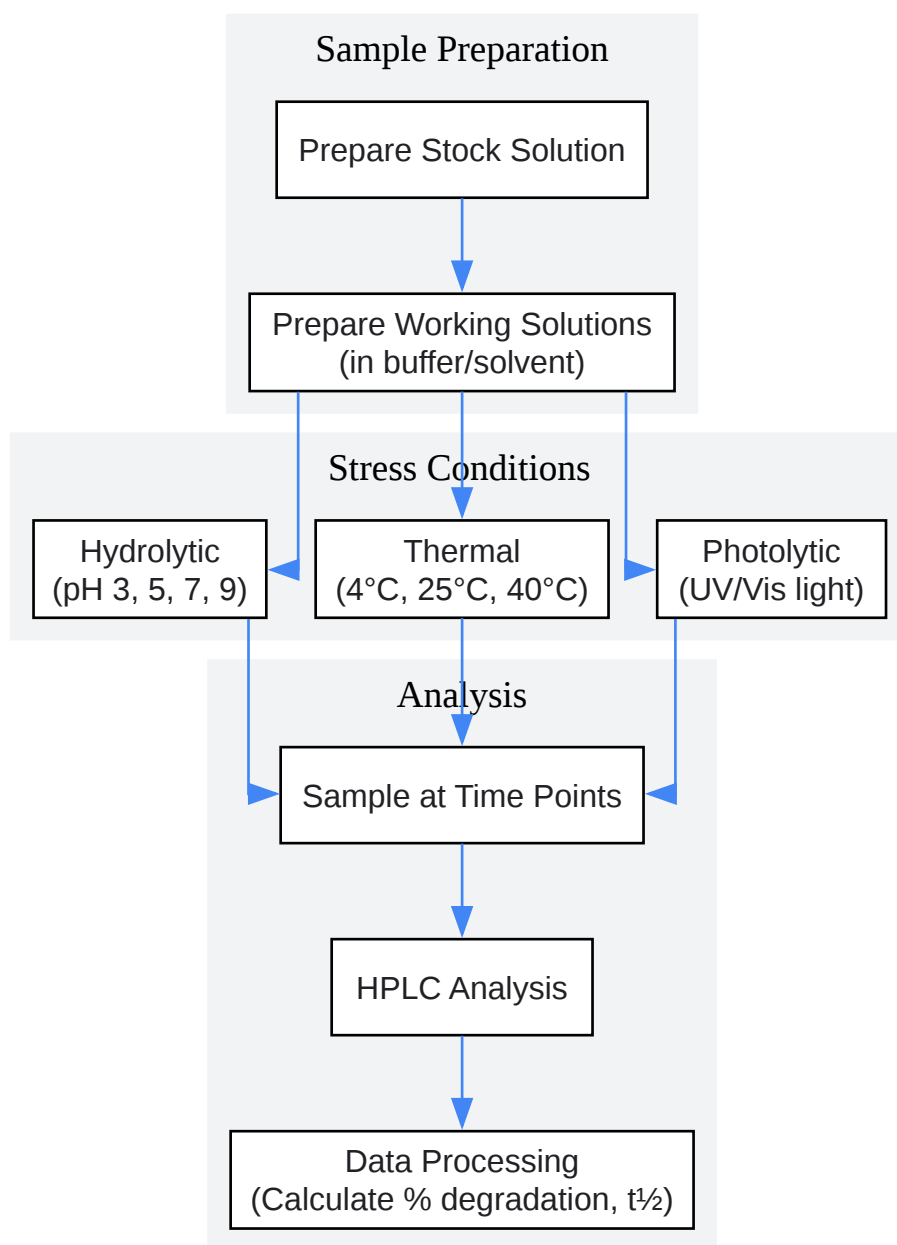 Sample Preparation
Prepare Stock Solution
Prepare Working Solutions
(in buffer/solvent)
Stress Conditions
Hydrolytic
(pH 3, 5, 7, 9)
Thermal
(4°C, 25°C, 40°C)
Photolytic
(UV/Vis light)
Analysis
Sample at Time Points
HPLC Analysis
Data Processing
(Calculate % degradation, t½)